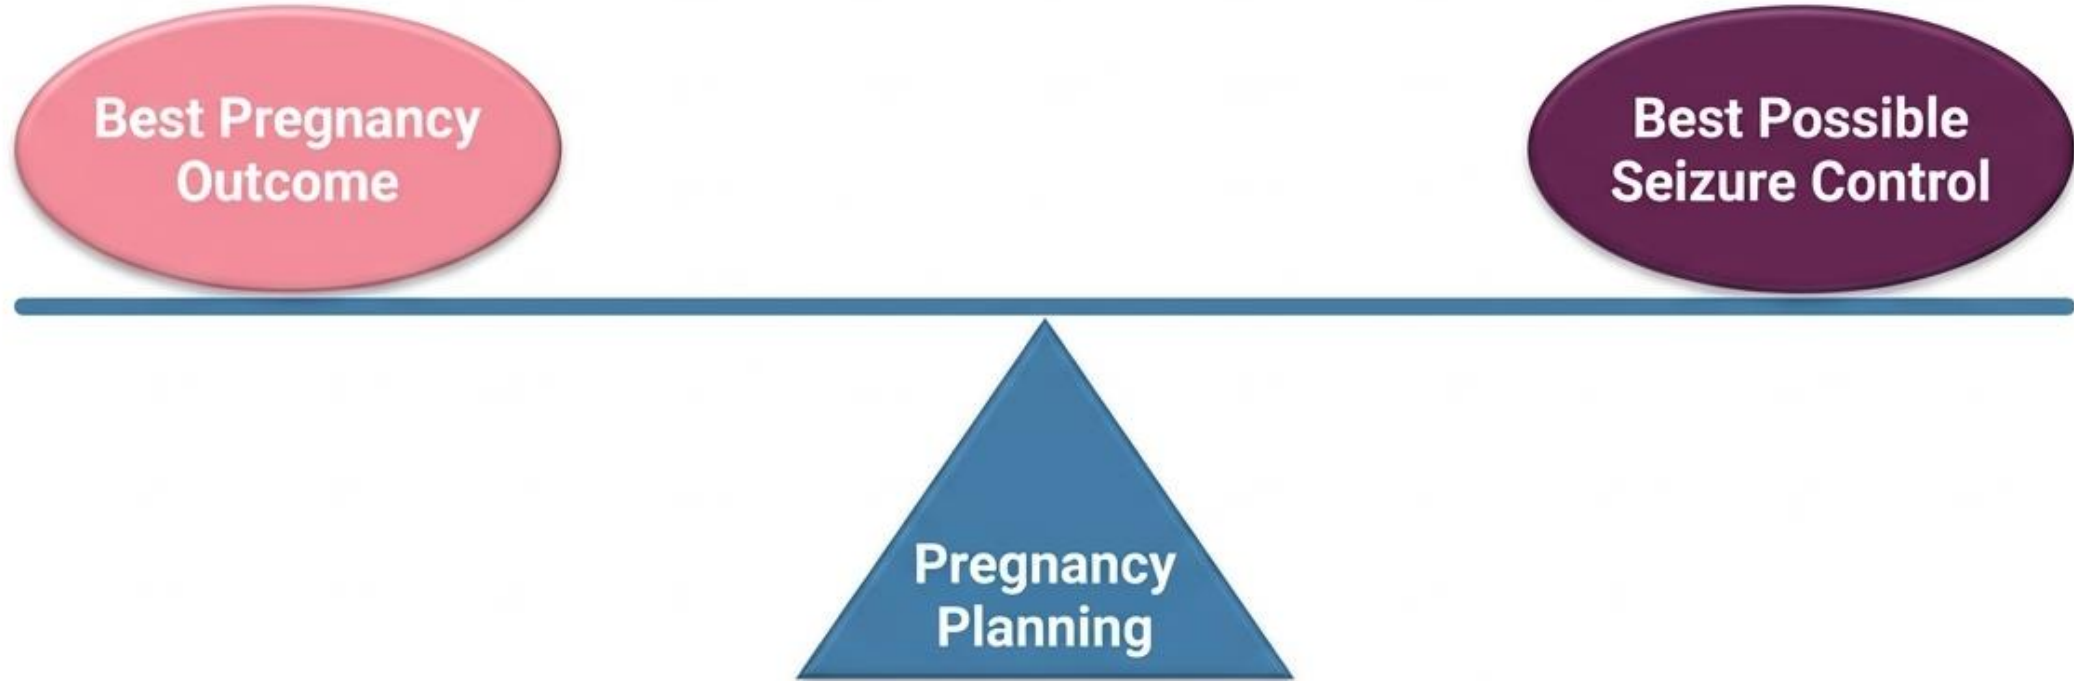 Best Pregnancy
Outcome
Best Possible
Seizure Control
Pregnancy
Planning